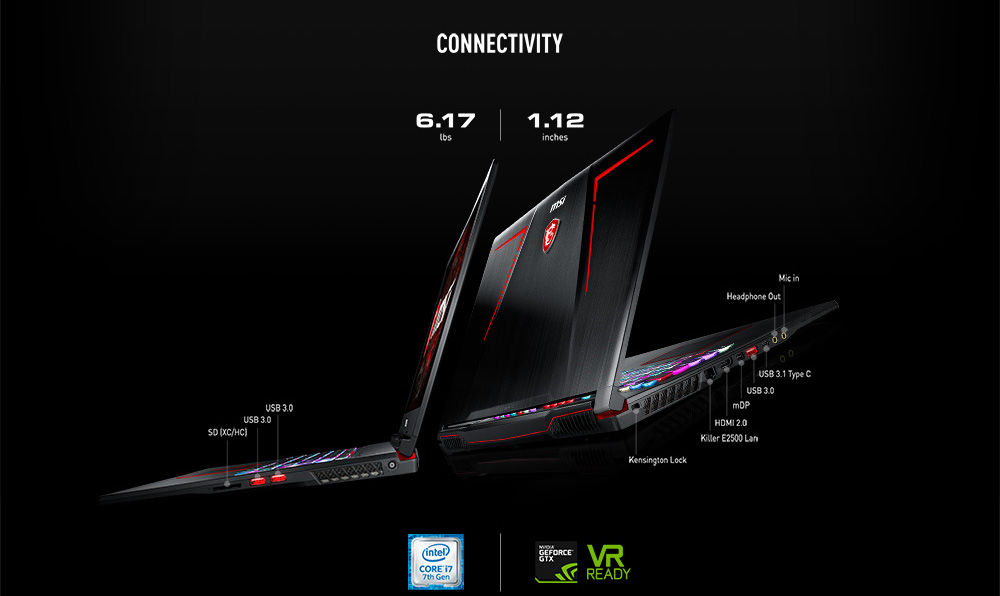 CONNECTIVITY
6.17
lbs
1.12
inches
msi
Mic in
Headphone Out
USB 3.1 Type C
USB 3.0
mDP
HDMI 2.0
Killer E2500 Lan
Kensington Lock
USB 3.0
USB 3.0
SD (XC/HC)
intel
CORE i7
7th Gen
NVIDIA
GEFORCE
GTX
VR
READY